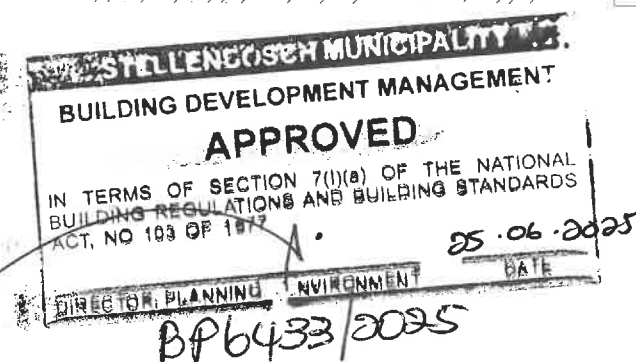 STELLENBOSCH MUNICIPALITY
BUILDING DEVELOPMENT MANAGEMENT
APPROVED
IN TERMS OF SECTION 7(I)(a) OF THE NATIONAL
BUILDING REGULATIONS AND BUILDING STANDARDS
ACT, NO 103 OF 1977
25.06.2025
DIRECTOR: PLANNING ENVIRONMENT DATE
BP6433/2025